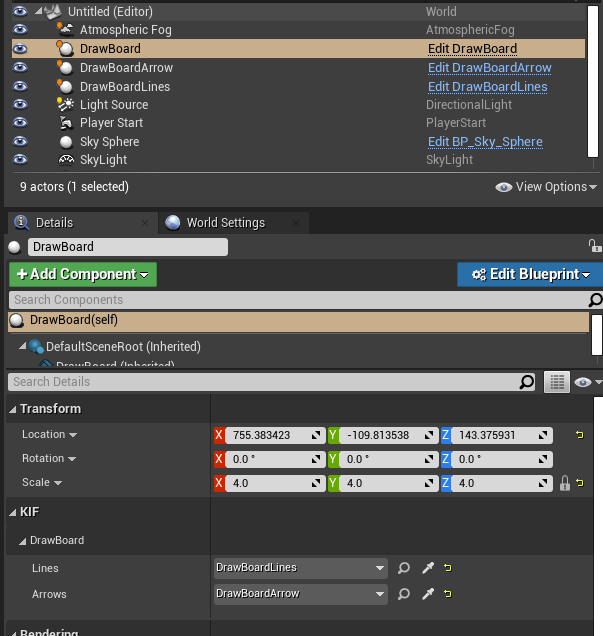 Untitled (Editor) World
Atmospheric Fog AtmosphericFog
DrawBoard Edit DrawBoard
DrawBoardArrow Edit DrawBoardArrow
DrawBoardLines Edit DrawBoardLines
Light Source DirectionalLight
Player Start PlayerStart
Sky Sphere Edit BP_Sky_Sphere
SkyLight SkyLight
9 actors (1 selected) View Options
Details World Settings
DrawBoard
+ Add Component Edit Blueprint
Search Components
DrawBoard(self)
DefaultSceneRoot (Inherited)
DrawBoard (Inherited)
Search Details
Transform
Location X 755.383423 Y -109.813538 Z 143.375931
Rotation X 0.0 ° Y 0.0 ° Z 0.0 °
Scale X 4.0 Y 4.0 Z 4.0
KIF
DrawBoard
Lines DrawBoardLines
Arrows DrawBoardArrow
Rendering